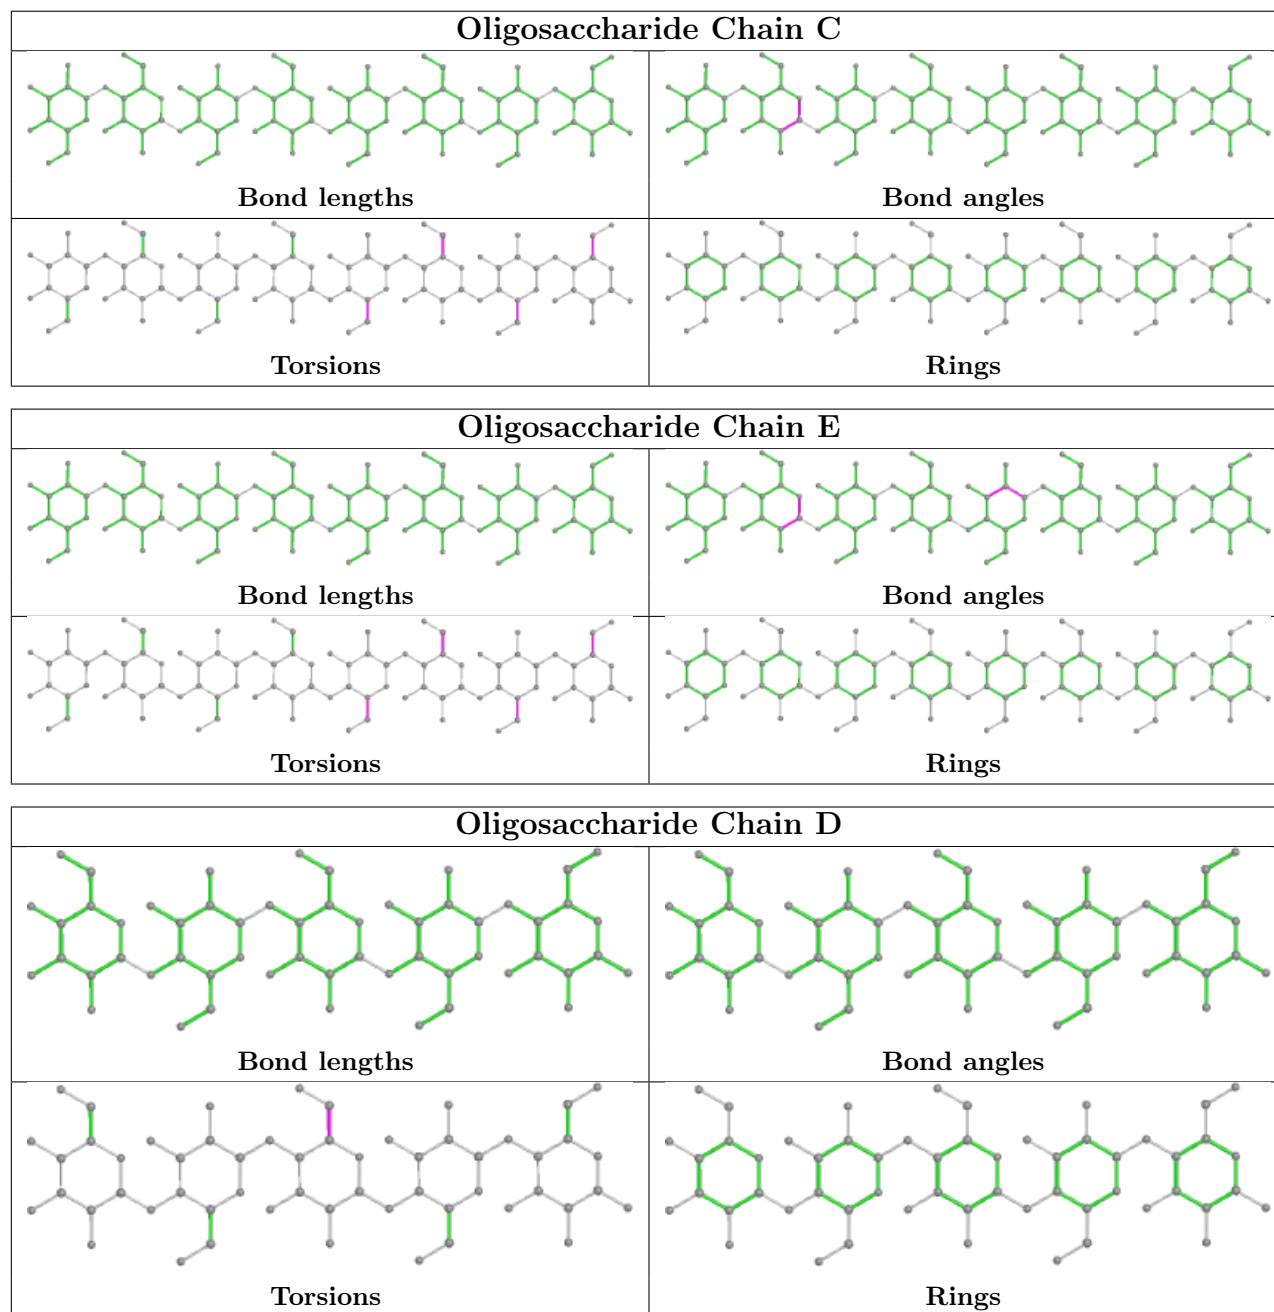 Oligosaccharide Chain C
Bond lengths
Bond angles
Torsions
Rings
Oligosaccharide Chain E
Bond lengths
Bond angles
Torsions
Rings
Oligosaccharide Chain D
Bond lengths
Bond angles
Torsions
Rings